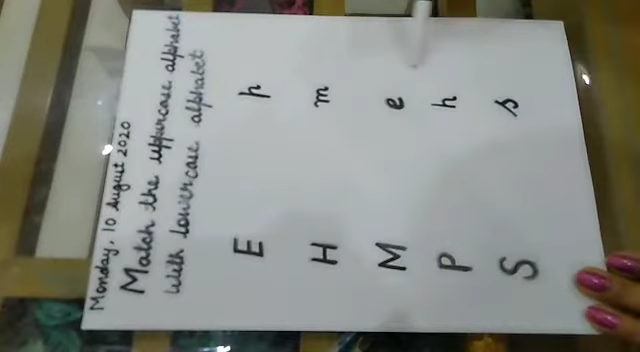 Monday, 10 August 2020
Match the uppercase alphabet
with lowercase alphabet
E p
H m
M e
P h
S s